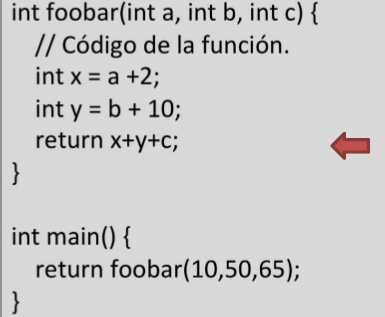 int foobar(int a, int b, int c) {
// Código de la función.
int x = a +2;
int y = b + 10;
return x+y+c;
}
int main() {
return foobar(10,50,65);
}